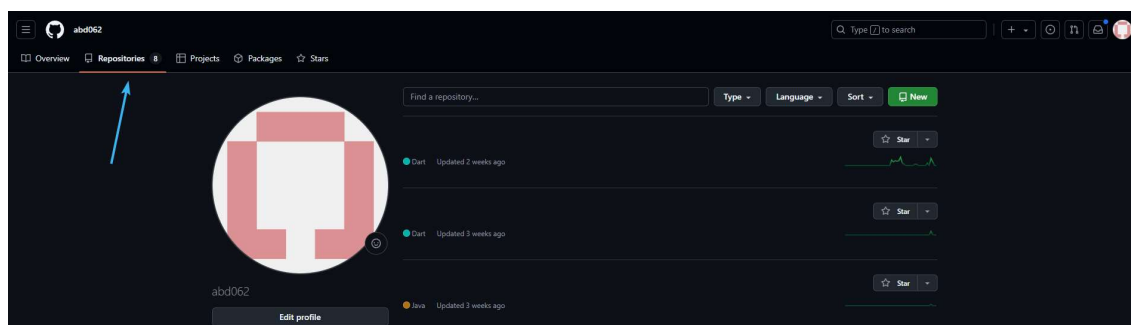 abd062
Type / to search
Overview Repositories 8 Projects Packages Stars
Find a repository...
Type Language Sort New
Star
Dart Updated 2 weeks ago
Star
Dart Updated 3 weeks ago
Star
abd062
Java Updated 3 weeks ago
Edit profile